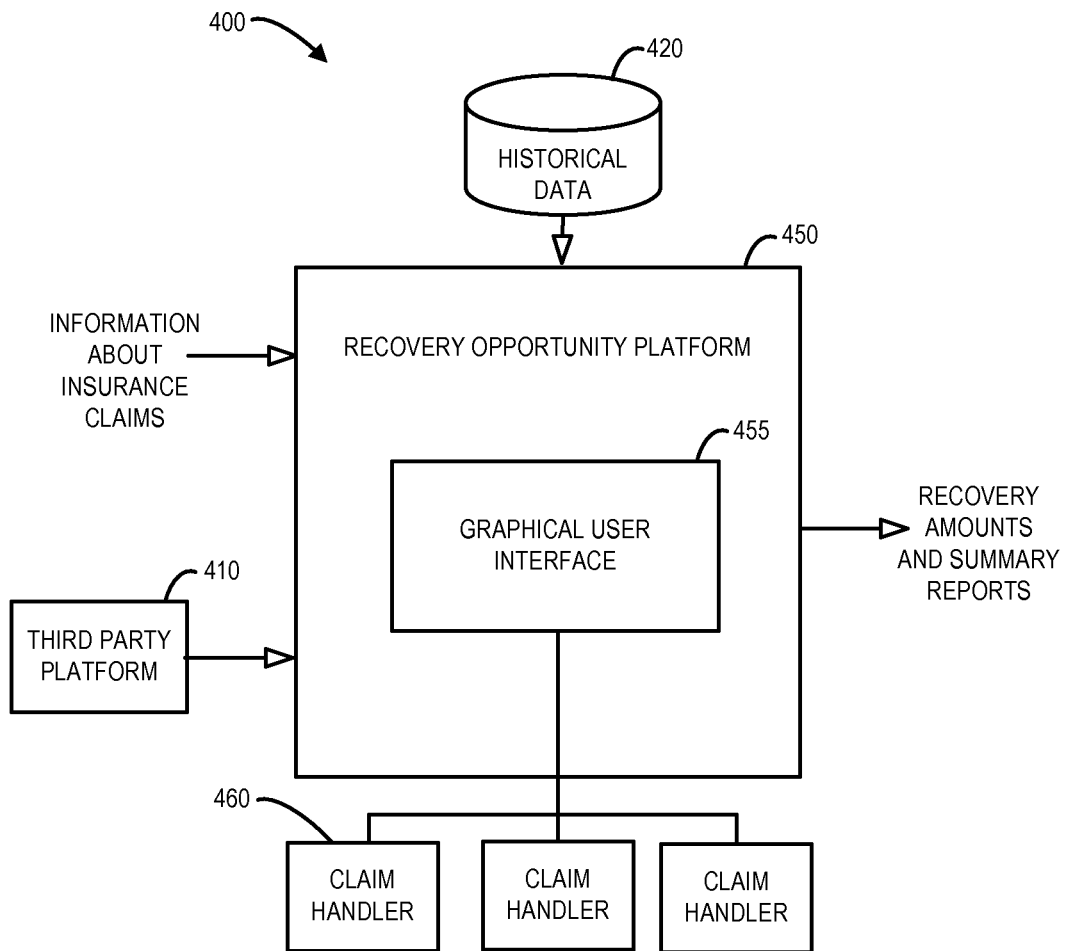 400
420
HISTORICAL
DATA
450
INFORMATION
ABOUT
INSURANCE
CLAIMS
RECOVERY OPPORTUNITY PLATFORM
455
GRAPHICAL USER
INTERFACE
RECOVERY
AMOUNTS
AND SUMMARY
REPORTS
410
THIRD PARTY
PLATFORM
460
CLAIM
HANDLER
CLAIM
HANDLER
CLAIM
HANDLER